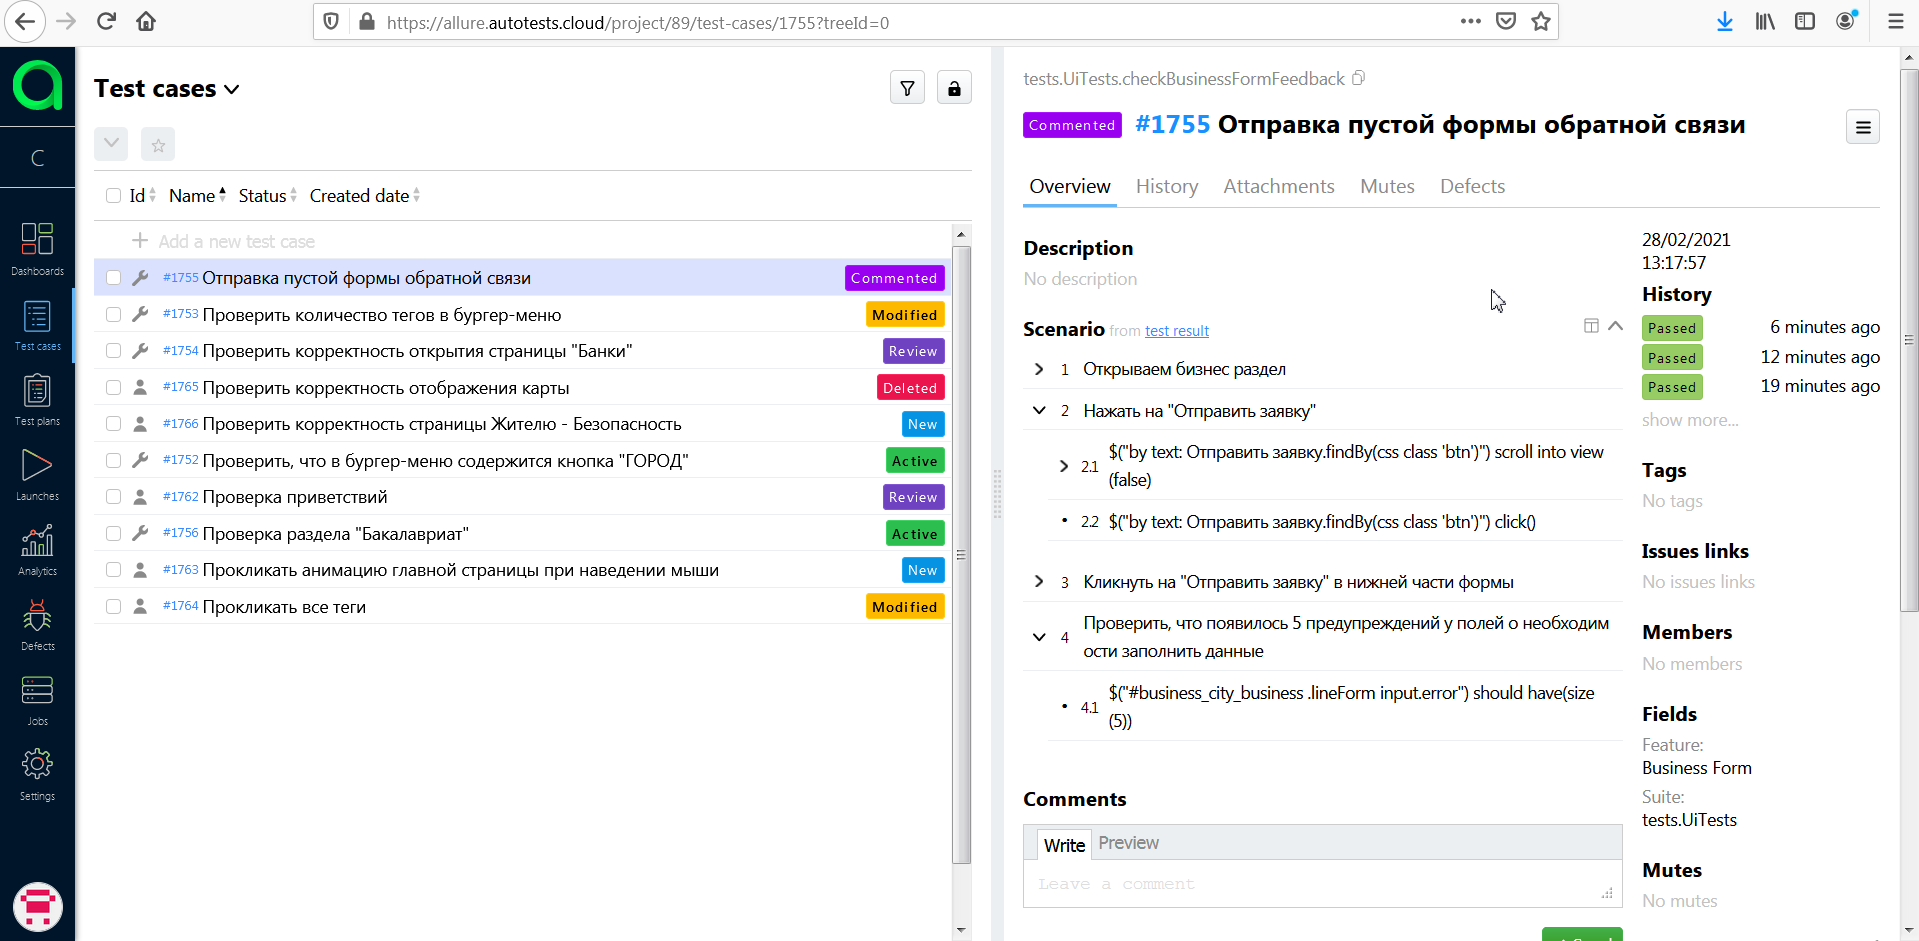 https://allure.autotests.cloud/project/89/test-cases/1755?treeId=0
C
Dashboards
Test cases
Test plans
Launches
Analytics
Defects
Jobs
Settings
Test cases
Id Name Status Created date
Add a new test case
#1755 Отправка пустой формы обратной связи Commented
#1753 Проверить количество тегов в бургер-меню Modified
#1754 Проверить корректность открытия страницы "Банки" Review
#1765 Проверить корректность отображения карты Deleted
#1766 Проверить корректность страницы Жителю - Безопасность New
#1752 Проверить, что в бургер-меню содержится кнопка "ГОРОД" Active
#1762 Проверка приветствий Review
#1756 Проверка раздела "Бакалавриат" Active
#1763 Прокликать анимацию главной страницы при наведении мыши New
#1764 Прокликать все теги Modified
tests.UiTests.checkBusinessFormFeedback
Commented #1755 Отправка пустой формы обратной связи
Overview History Attachments Mutes Defects
Description
No description
Scenario from test result
1 Открываем бизнес раздел
2 Нажать на "Отправить заявку"
2.1 $("by text: Отправить заявку.findBy(css class 'btn')") scroll into view
(false)
2.2 $("by text: Отправить заявку.findBy(css class 'btn')") click()
3 Кликнуть на "Отправить заявку" в нижней части формы
4 Проверить, что появилось 5 предупреждений у полей о необходим
ости заполнить данные
4.1 $("#business_city_business .lineForm input.error") should have(size
(5))
Comments
Write Preview
Leave a comment
28/02/2021
13:17:57
History
Passed 6 minutes ago
Passed 12 minutes ago
Passed 19 minutes ago
show more...
Tags
No tags
Issues links
No issues links
Members
No members
Fields
Feature:
Business Form
Suite:
tests.UiTests
Mutes
No mutes